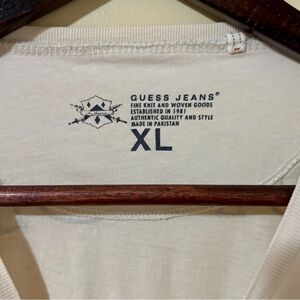 GUESS JEANS®
FINE KNIT AND WOVEN GOODS
ESTABLISHED IN 1981
AUTHENTIC QUALITY AND STYLE
MADE IN PAKISTAN
XL